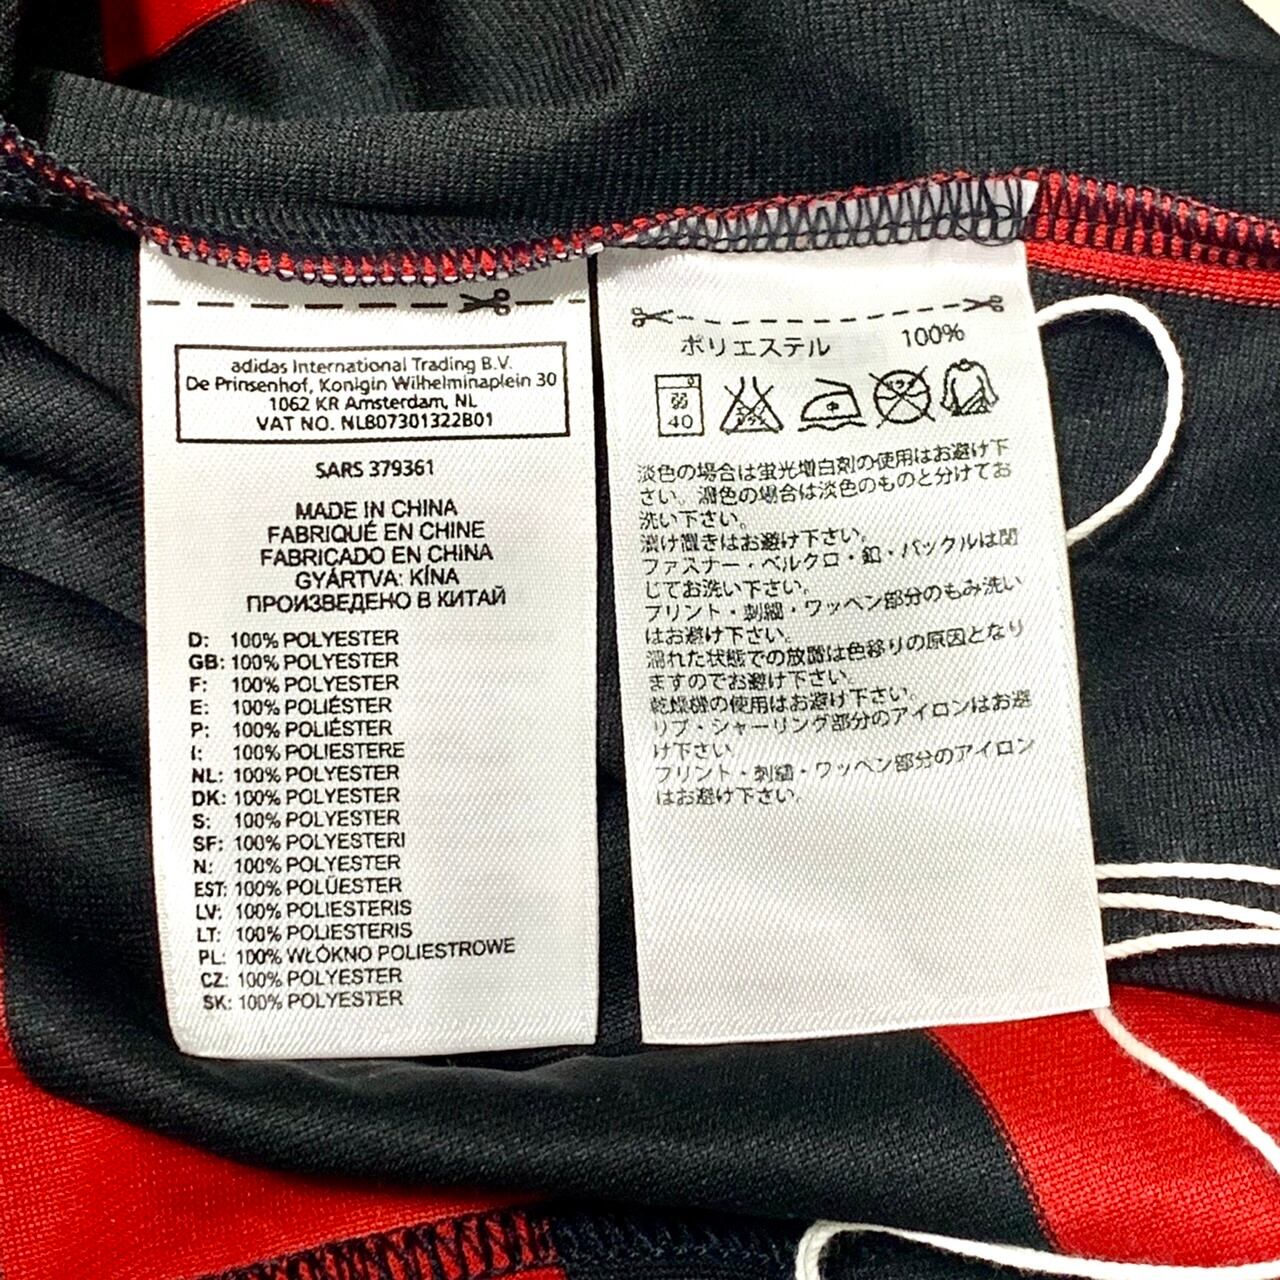 adidas International Trading B.V.
De Prinsenhof, Konigin Wilhelminaplein 30
1062 KR Amsterdam, NL
VAT NO. NL807301322B01
SARS 379361
MADE IN CHINA
FABRIQUÉ EN CHINE
FABRICADO EN CHINA
GYÁRTVA: KÍNA
ПРОИЗВЕДЕНО В КИТАЙ
D: 100% POLYESTER
GB: 100% POLYESTER
F: 100% POLYESTER
E: 100% POLIÉSTER
P: 100% POLIÉSTER
I: 100% POLIESTERE
NL: 100% POLYESTER
DK: 100% POLYESTER
S: 100% POLYESTER
SF: 100% POLYESTERI
N: 100% POLYESTER
EST: 100% POLÜESTER
LV: 100% POLIESTERIS
LT: 100% POLIESTERIS
PL: 100% WŁÓKNO POLIESTROWE
CZ: 100% POLYESTER
SK: 100% POLYESTER
ポリエステル 100%
40
淡色の場合は蛍光増白剤の使用はお避け下
さい。濃色の場合は淡色のものと分けてお
洗い下さい。
漬け置きはお避け下さい。
ファスナー・ベルクロ・釦・バックルは閉
じてお洗い下さい。
プリント・刺繍・ワッペン部分のもみ洗い
はお避け下さい。
濡れた状態での放置は色移りの原因となり
ますのでお避け下さい。
乾燥機の使用はお避け下さい。
リブ・シャーリング部分のアイロンはお避
け下さい。
プリント・刺繍・ワッペン部分のアイロン
はお避け下さい。